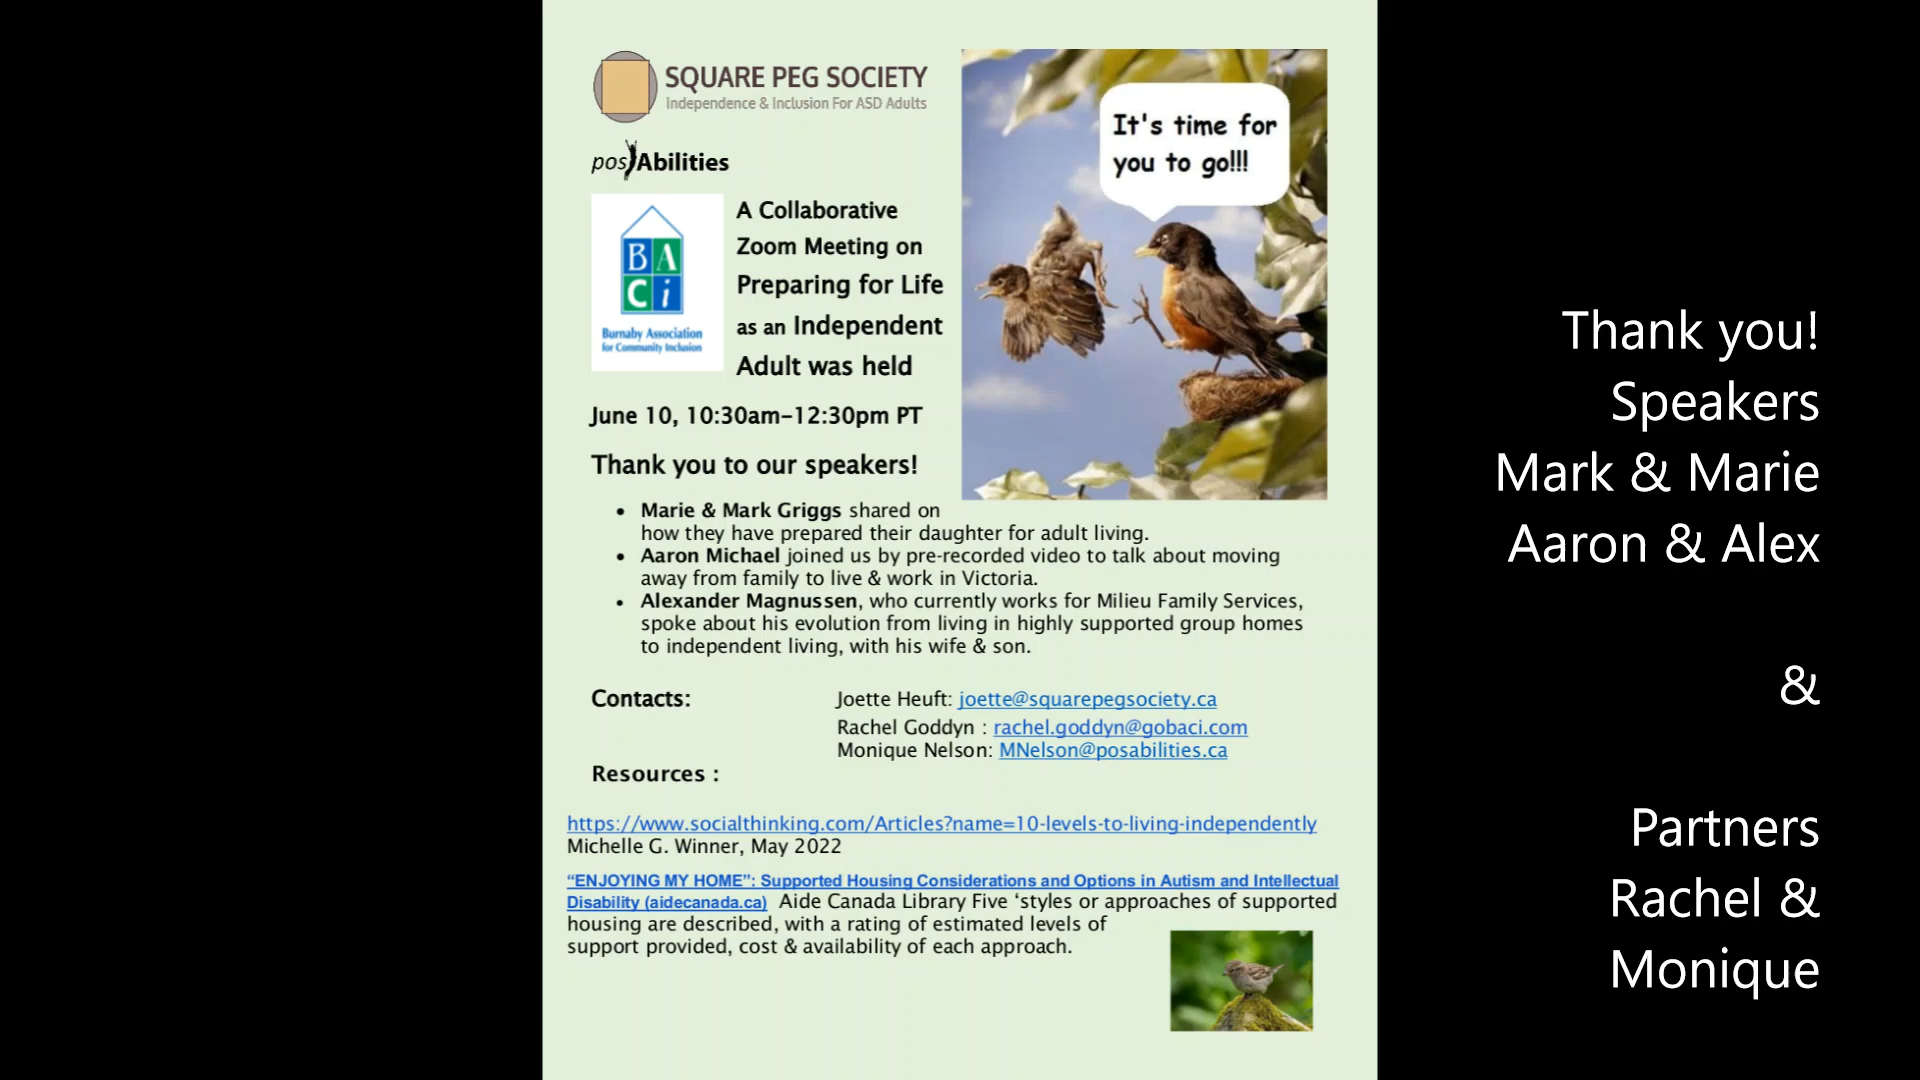 SQUARE PEG SOCIETY
Independence & Inclusion For ASD Adults
posAbilities
It's time for
you to go!!!
BACi
Burnaby Association
for Community Inclusion
A Collaborative
Zoom Meeting on
Preparing for Life
as an Independent
Adult was held
June 10, 10:30am–12:30pm PT
Thank you to our speakers!
• Marie & Mark Griggs shared on
how they have prepared their daughter for adult living.
• Aaron Michael joined us by pre-recorded video to talk about moving
away from family to live & work in Victoria.
• Alexander Magnussen, who currently works for Milieu Family Services,
spoke about his evolution from living in highly supported group homes
to independent living, with his wife & son.
Contacts: Joette Heuft: joette@squarepegsociety.ca
Rachel Goddyn : rachel.goddyn@gobaci.com
Monique Nelson: MNelson@posabilities.ca
Resources :
https://www.socialthinking.com/Articles?name=10-levels-to-living-independently
Michelle G. Winner, May 2022
“ENJOYING MY HOME”: Supported Housing Considerations and Options in Autism and Intellectual
Disability (aidecanada.ca) Aide Canada Library Five ‘styles or approaches of supported
housing are described, with a rating of estimated levels of
support provided, cost & availability of each approach.
Thank you!
Speakers
Mark & Marie
Aaron & Alex
&
Partners
Rachel &
Monique